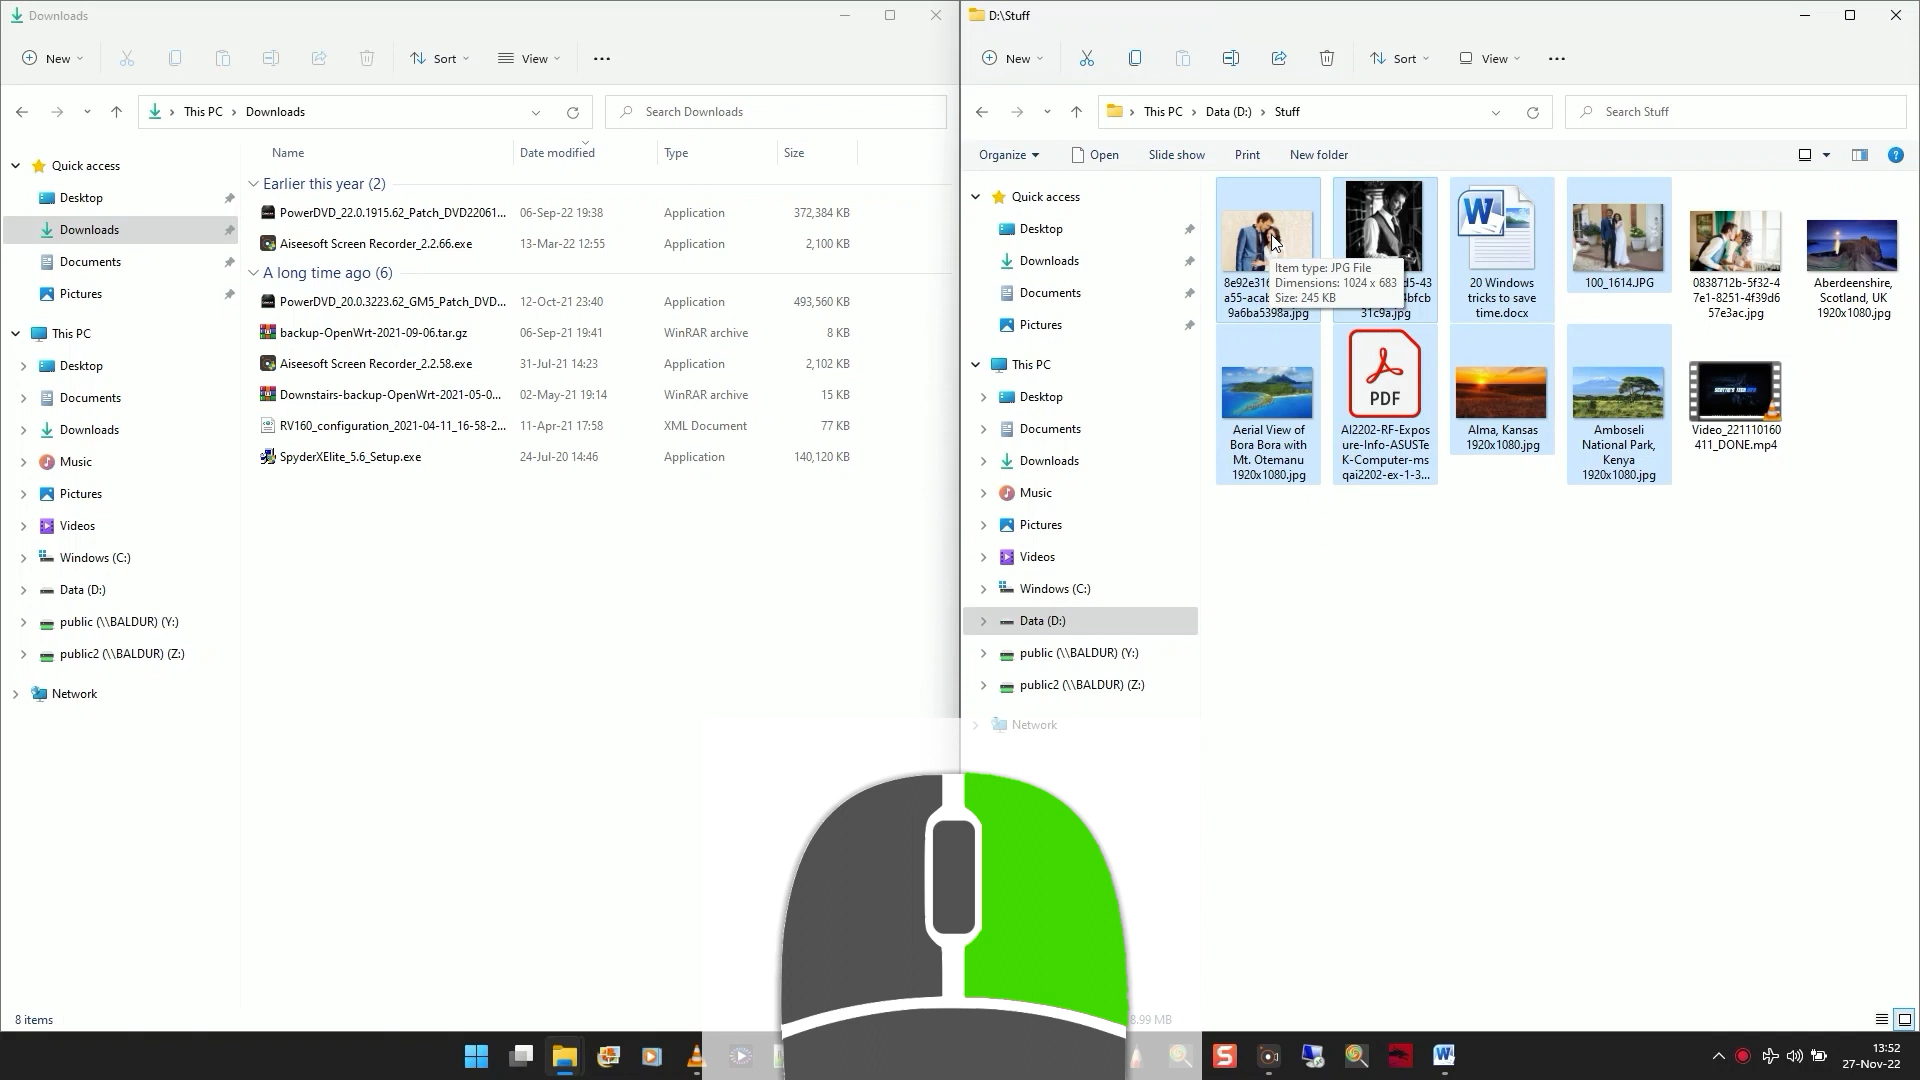 Downloads
New
Sort
View
This PC
Downloads
Search Downloads
Quick access
Desktop
Downloads
Documents
Pictures
This PC
Desktop
Documents
Downloads
Music
Pictures
Videos
Windows (C:)
Data (D:)
public (\\BALDUR) (Y:)
public2 (\\BALDUR) (Z:)
Network
8 items
Name Date modified Type Size
Earlier this year (2)
PowerDVD_22.0.1915.62_Patch_DVD22061... 06-Sep-22 19:38 Application 372,384 KB
Aiseesoft Screen Recorder_2.2.66.exe 13-Mar-22 12:55 Application 2,100 KB
A long time ago (6)
PowerDVD_20.0.3223.62_GM5_Patch_DVD... 12-Oct-21 23:40 Application 493,560 KB
backup-OpenWrt-2021-09-06.tar.gz 06-Sep-21 19:41 WinRAR archive 8 KB
Aiseesoft Screen Recorder_2.2.58.exe 31-Jul-21 14:23 Application 2,102 KB
Downstairs-backup-OpenWrt-2021-05-0... 02-May-21 19:14 WinRAR archive 15 KB
RV160_configuration_2021-04-11_16-58-2... 11-Apr-21 17:58 XML Document 77 KB
SpyderXElite_5.6_Setup.exe 24-Jul-20 14:46 Application 140,120 KB
D:\Stuff
New
Sort
View
This PC
Data (D:)
Stuff
Search Stuff
Organize
Open
Slide show
Print
New folder
Quick access
Desktop
Downloads
Documents
Pictures
This PC
Desktop
Documents
Downloads
Music
Pictures
Videos
Windows (C:)
Data (D:)
public (\\BALDUR) (Y:)
public2 (\\BALDUR) (Z:)
Network
9a6ba5398a.jpg
31c9a.jpg
Item type: JPG File
Dimensions: 1024 x 683
Size: 245 KB
20 Windows
tricks to save
time.docx
100_1614.JPG
0838712b-5f32-4
7e1-8251-4f39d6
57e3ac.jpg
Aberdeenshire,
Scotland, UK
1920x1080.jpg
Aerial View of
Bora Bora with
Mt. Otemanu
1920x1080.jpg
PDF
AI2202-RF-Expos
ure-Info-ASUSTe
K-Computer-ms
qai2202-ex-1-3...
Alma, Kansas
1920x1080.jpg
Amboseli
National Park,
Kenya
1920x1080.jpg
Video_221110160
411_DONE.mp4
8.99 MB
13:52
27-Nov-22